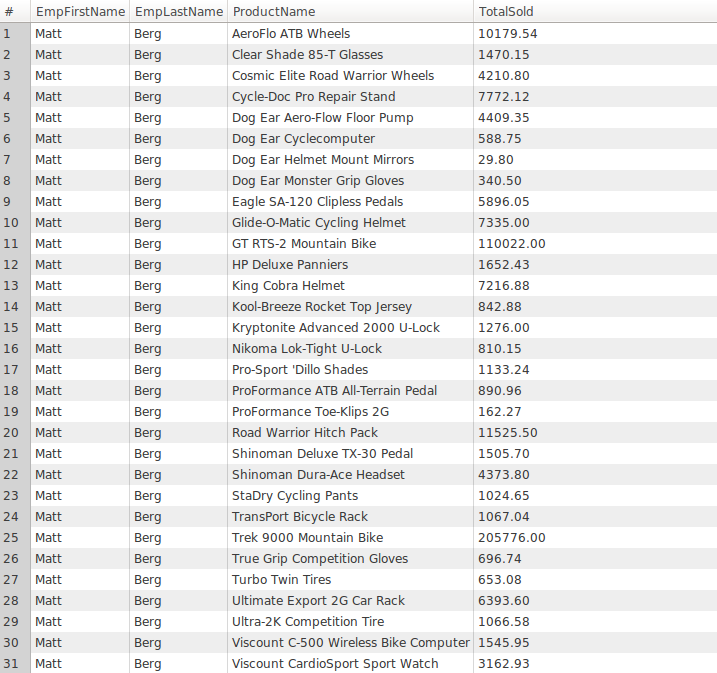 # EmpFirstName EmpLastName ProductName TotalSold
1 Matt Berg AeroFlo ATB Wheels 10179.54
2 Matt Berg Clear Shade 85-T Glasses 1470.15
3 Matt Berg Cosmic Elite Road Warrior Wheels 4210.80
4 Matt Berg Cycle-Doc Pro Repair Stand 7772.12
5 Matt Berg Dog Ear Aero-Flow Floor Pump 4409.35
6 Matt Berg Dog Ear Cyclecomputer 588.75
7 Matt Berg Dog Ear Helmet Mount Mirrors 29.80
8 Matt Berg Dog Ear Monster Grip Gloves 340.50
9 Matt Berg Eagle SA-120 Clipless Pedals 5896.05
10 Matt Berg Glide-O-Matic Cycling Helmet 7335.00
11 Matt Berg GT RTS-2 Mountain Bike 110022.00
12 Matt Berg HP Deluxe Panniers 1652.43
13 Matt Berg King Cobra Helmet 7216.88
14 Matt Berg Kool-Breeze Rocket Top Jersey 842.88
15 Matt Berg Kryptonite Advanced 2000 U-Lock 1276.00
16 Matt Berg Nikoma Lok-Tight U-Lock 810.15
17 Matt Berg Pro-Sport 'Dillo Shades 1133.24
18 Matt Berg ProFormance ATB All-Terrain Pedal 890.96
19 Matt Berg ProFormance Toe-Klips 2G 162.27
20 Matt Berg Road Warrior Hitch Pack 11525.50
21 Matt Berg Shinoman Deluxe TX-30 Pedal 1505.70
22 Matt Berg Shinoman Dura-Ace Headset 4373.80
23 Matt Berg StaDry Cycling Pants 1024.65
24 Matt Berg TransPort Bicycle Rack 1067.04
25 Matt Berg Trek 9000 Mountain Bike 205776.00
26 Matt Berg True Grip Competition Gloves 696.74
27 Matt Berg Turbo Twin Tires 653.08
28 Matt Berg Ultimate Export 2G Car Rack 6393.60
29 Matt Berg Ultra-2K Competition Tire 1066.58
30 Matt Berg Viscount C-500 Wireless Bike Computer 1545.95
31 Matt Berg Viscount CardioSport Sport Watch 3162.93